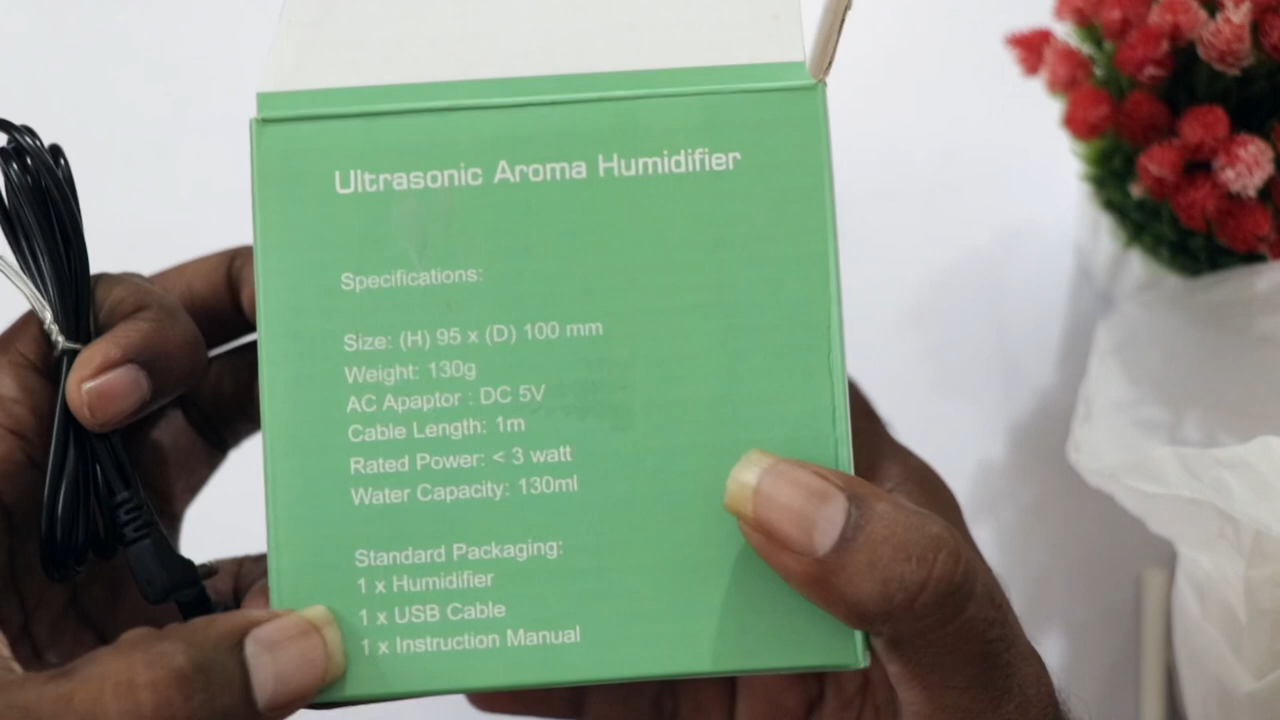 Ultrasonic Aroma Humidifier
Specifications:
Size: (H) 95 x (D) 100 mm
Weight: 130g
AC Apaptor : DC 5V
Cable Length: 1m
Rated Power: < 3 watt
Water Capacity: 130ml
Standard Packaging:
1 x Humidifier
1 x USB Cable
1 x Instruction Manual